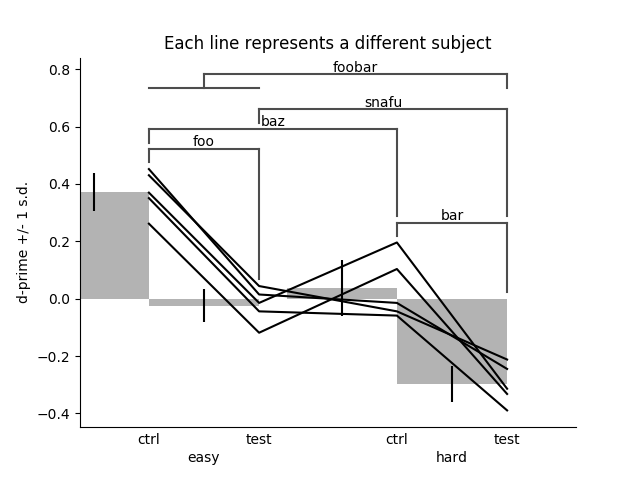 Each line represents a different subject
foobar
snafu
baz
foo
bar
d-prime +/- 1 s.d.
0.8
0.6
0.4
0.2
0.0
−0.2
−0.4
ctrl test ctrl test
easy hard